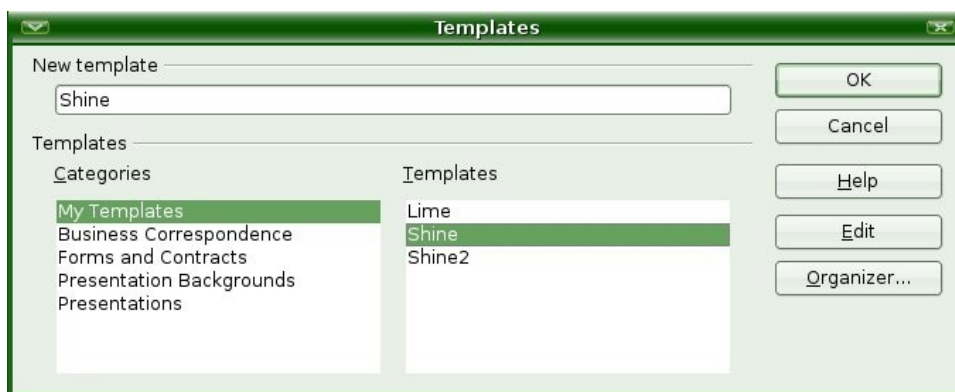 Templates
New template
Shine
Templates
Categories
My Templates
Business Correspondence
Forms and Contracts
Presentation Backgrounds
Presentations
Templates
Lime
Shine
Shine2
OK
Cancel
Help
Edit
Organizer...